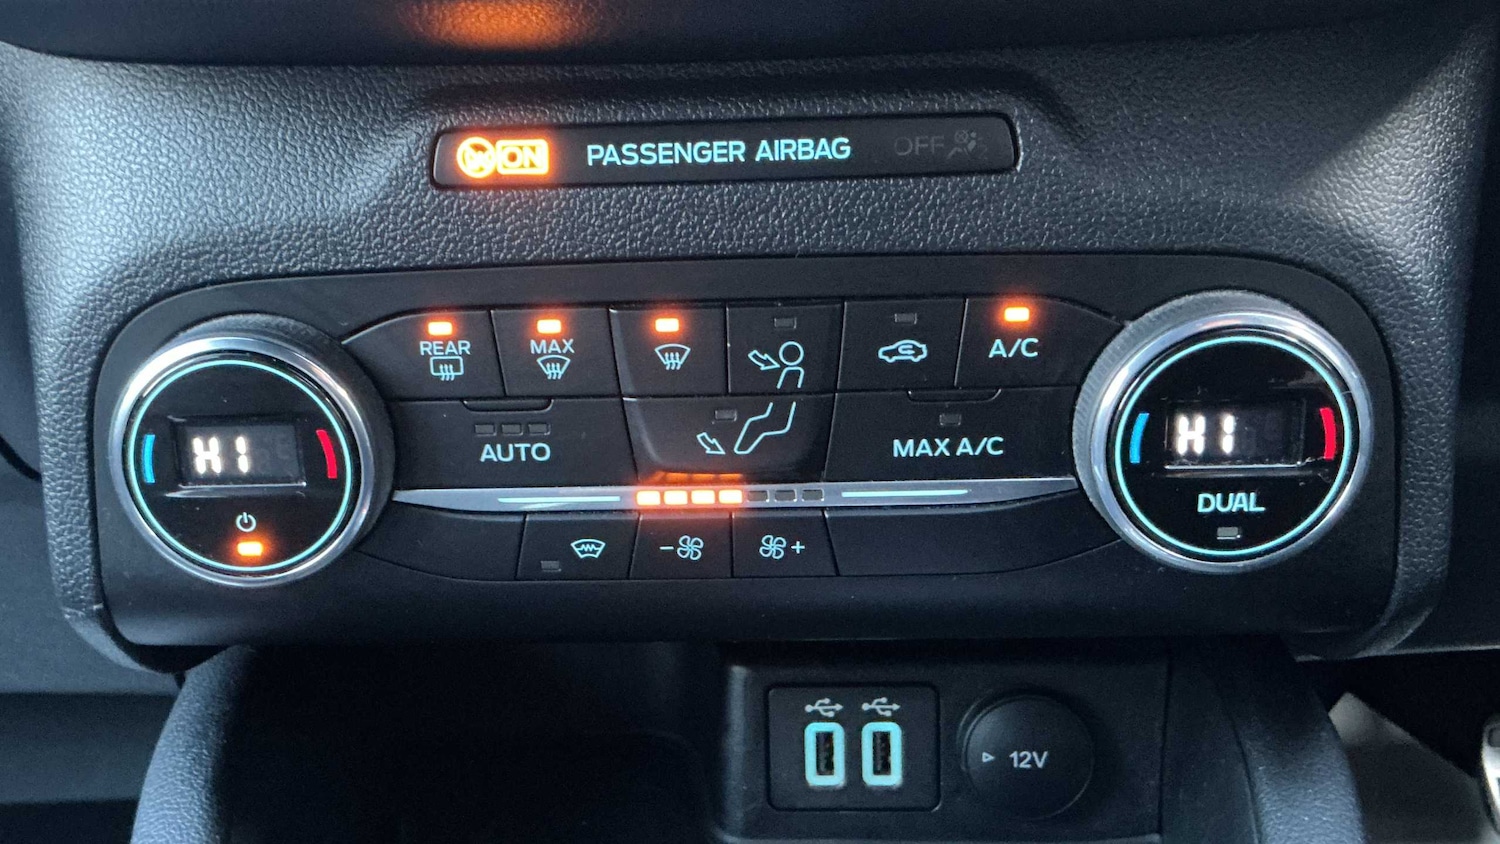 ON PASSENGER AIRBAG OFF
REAR MAX A/C
HI AUTO MAX A/C HI
DUAL
- +
12V